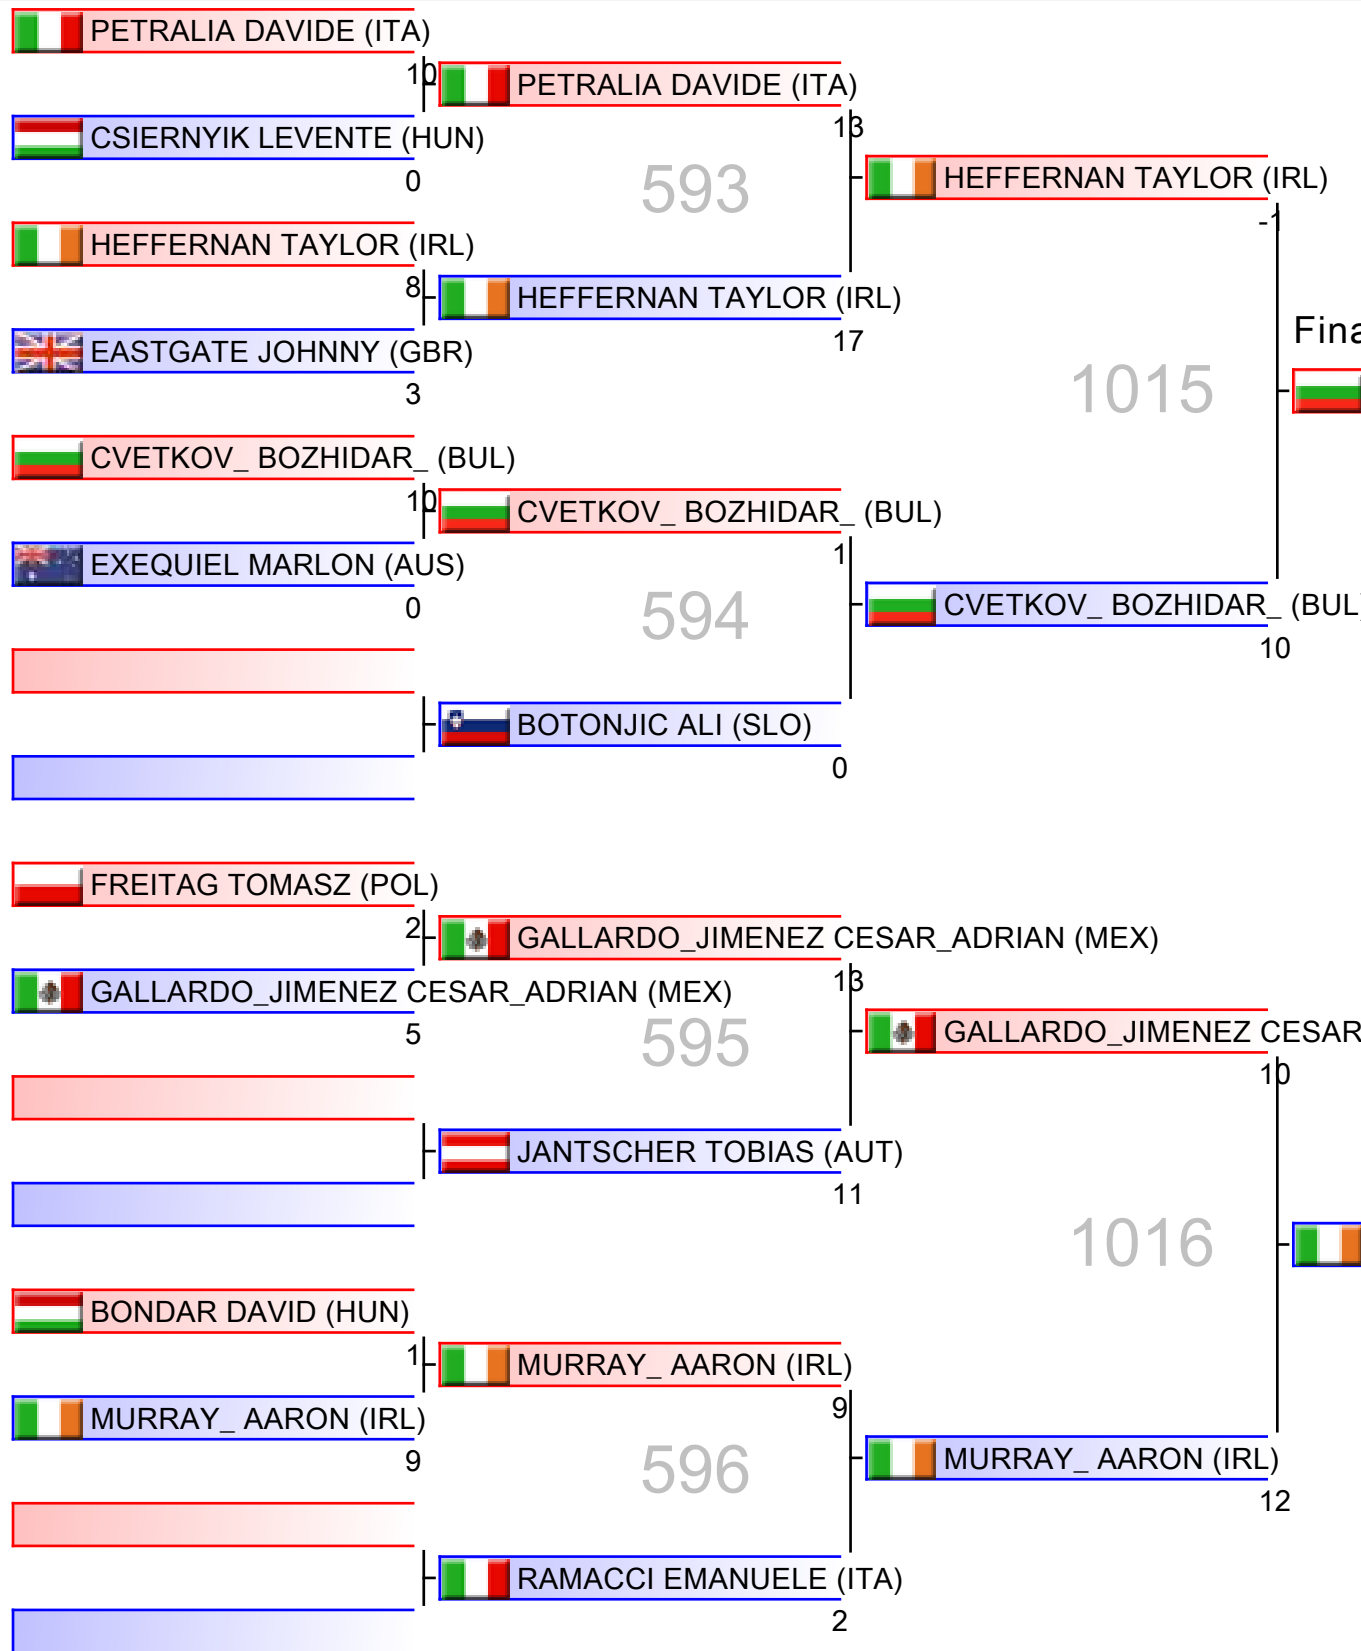 PETRALIA DAVIDE (ITA)
10
PETRALIA DAVIDE (ITA)
13
CSIERNYIK LEVENTE (HUN)
0
593
HEFFERNAN TAYLOR (IRL)
-1
HEFFERNAN TAYLOR (IRL)
8
HEFFERNAN TAYLOR (IRL)
17
EASTGATE JOHNNY (GBR)
3
1015
Fina
CVETKOV_ BOZHIDAR_ (BUL)
10
CVETKOV_ BOZHIDAR_ (BUL)
1
EXEQUIEL MARLON (AUS)
0
594
CVETKOV_ BOZHIDAR_ (BUL)
10
BOTONJIC ALI (SLO)
0
FREITAG TOMASZ (POL)
2
GALLARDO_JIMENEZ CESAR_ADRIAN (MEX)
13
GALLARDO_JIMENEZ CESAR_ADRIAN (MEX)
5
595
GALLARDO_JIMENEZ CESAR
10
JANTSCHER TOBIAS (AUT)
11
1016
BONDAR DAVID (HUN)
1
MURRAY_ AARON (IRL)
9
MURRAY_ AARON (IRL)
9
596
MURRAY_ AARON (IRL)
12
RAMACCI EMANUELE (ITA)
2